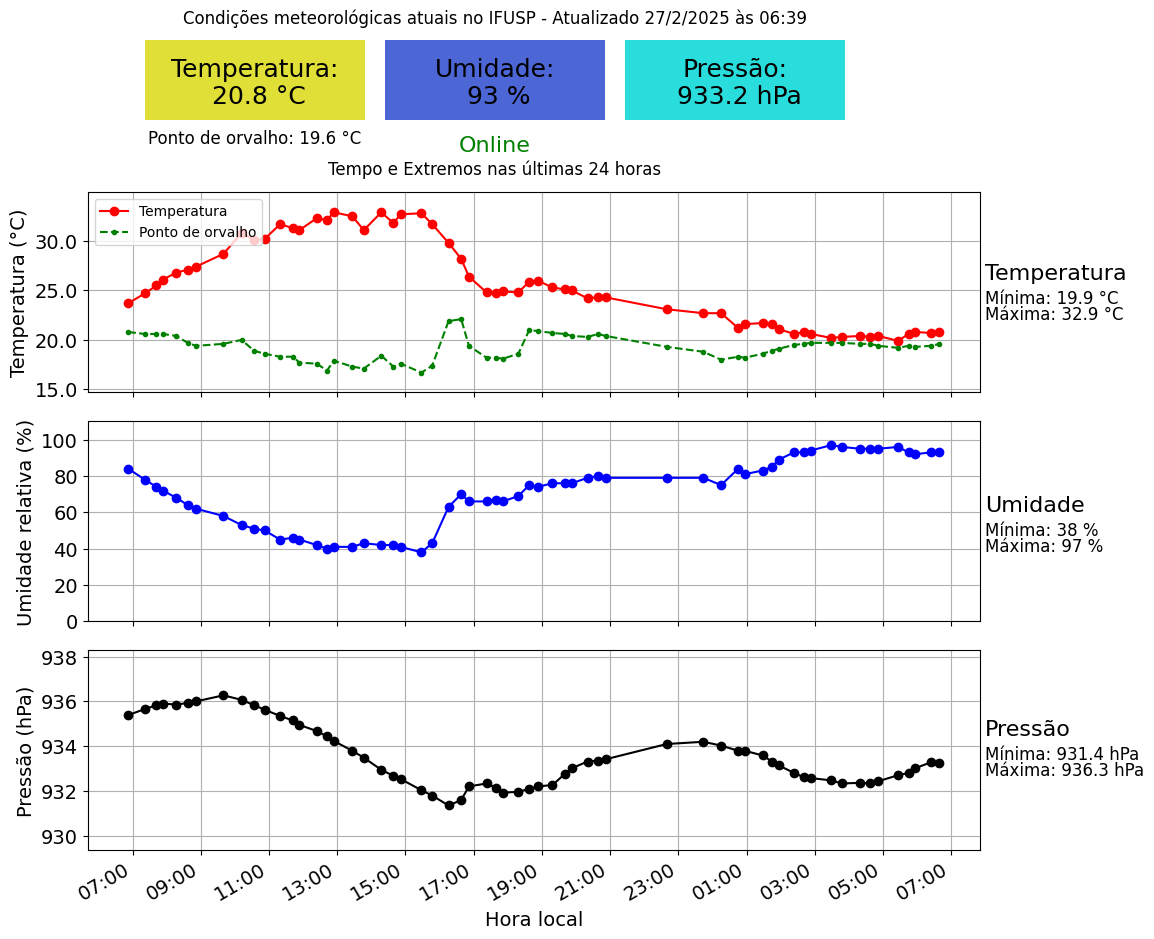 Condições meteorológicas atuais no IFUSP - Atualizado 27/2/2025 às 06:39
Temperatura:
20.8 °C
Umidade:
93 %
Pressão:
933.2 hPa
Ponto de orvalho: 19.6 °C
Online
Tempo e Extremos nas últimas 24 horas
Temperatura (°C)
30.0
25.0
20.0
15.0
Temperatura
Ponto de orvalho
Temperatura
Mínima: 19.9 °C
Máxima: 32.9 °C
Umidade relativa (%)
100
80
60
40
20
0
Umidade
Mínima: 38 %
Máxima: 97 %
Pressão (hPa)
938
936
934
932
930
Pressão
Mínima: 931.4 hPa
Máxima: 936.3 hPa
07:00 09:00 11:00 13:00 15:00 17:00 19:00 21:00 23:00 01:00 03:00 05:00 07:00
Hora local